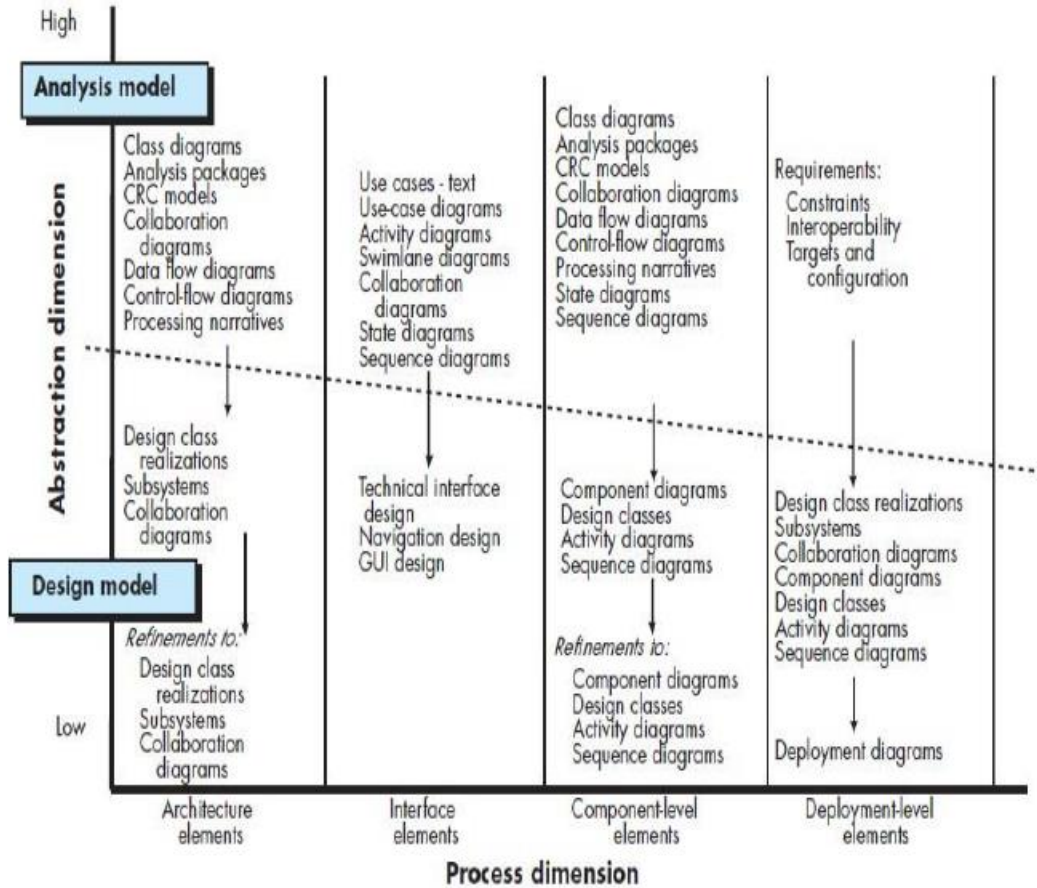 High
Analysis model
Abstraction dimension
Class diagrams
Analysis packages
CRC models
Collaboration
diagrams
Data flow diagrams
Control-flow diagrams
Processing narratives
Design class
realizations
Subsystems
Collaboration
diagrams
Design model
Refinements to:
Design class
realizations
Subsystems
Collaboration
diagrams
Low
Use cases - text
Use-case diagrams
Activity diagrams
Swimlane diagrams
Collaboration
diagrams
State diagrams
Sequence diagrams
Technical interface
design
Navigation design
GUI design
Class diagrams
Analysis packages
CRC models
Collaboration diagrams
Data flow diagrams
Control-flow diagrams
Processing narratives
State diagrams
Sequence diagrams
Component diagrams
Design classes
Activity diagrams
Sequence diagrams
Refinements to:
Component diagrams
Design classes
Activity diagrams
Sequence diagrams
Requirements:
Constraints
Interoperability
Targets and
configuration
Design class realizations
Subsystems
Collaboration diagrams
Component diagrams
Design classes
Activity diagrams
Sequence diagrams
Deployment diagrams
Architecture
elements
Interface
elements
Component-level
elements
Deployment-level
elements
Process dimension